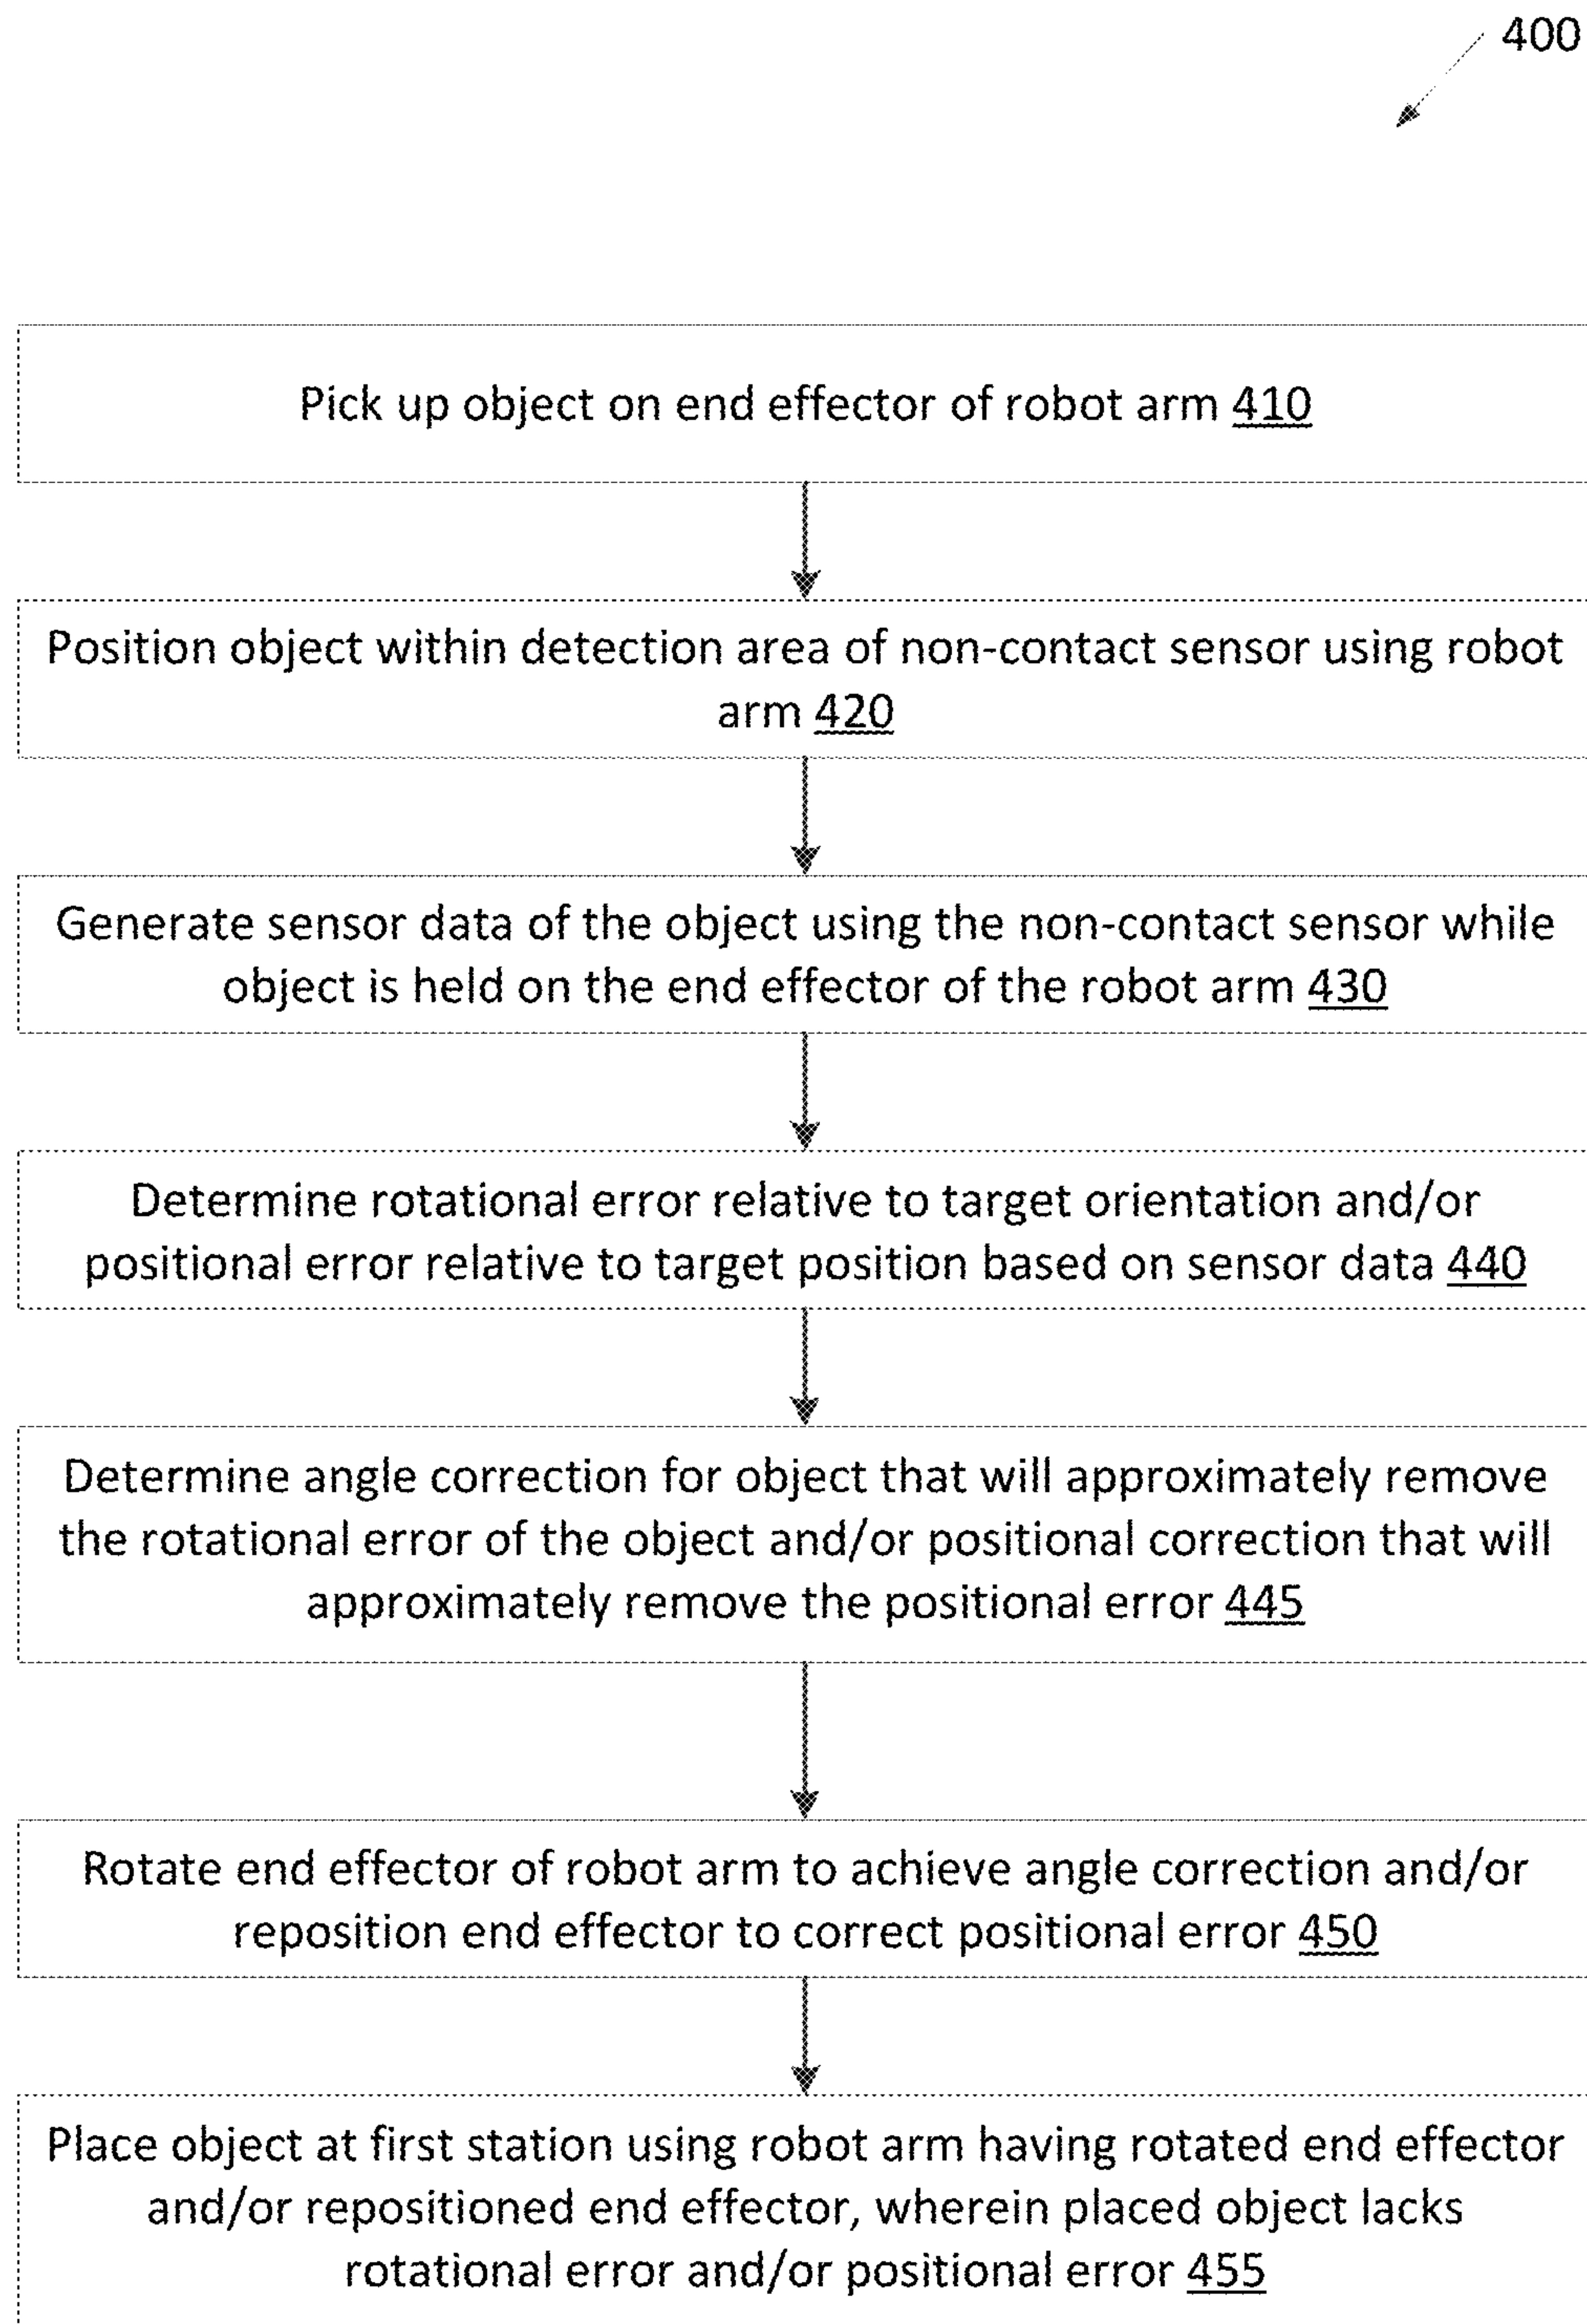 400
Pick up object on end effector of robot arm 410
Position object within detection area of non-contact sensor using robot
arm 420
Generate sensor data of the object using the non-contact sensor while
object is held on the end effector of the robot arm 430
Determine rotational error relative to target orientation and/or
positional error relative to target position based on sensor data 440
Determine angle correction for object that will approximately remove
the rotational error of the object and/or positional correction that will
approximately remove the positional error 445
Rotate end effector of robot arm to achieve angle correction and/or
reposition end effector to correct positional error 450
Place object at first station using robot arm having rotated end effector
and/or repositioned end effector, wherein placed object lacks
rotational error and/or positional error 455